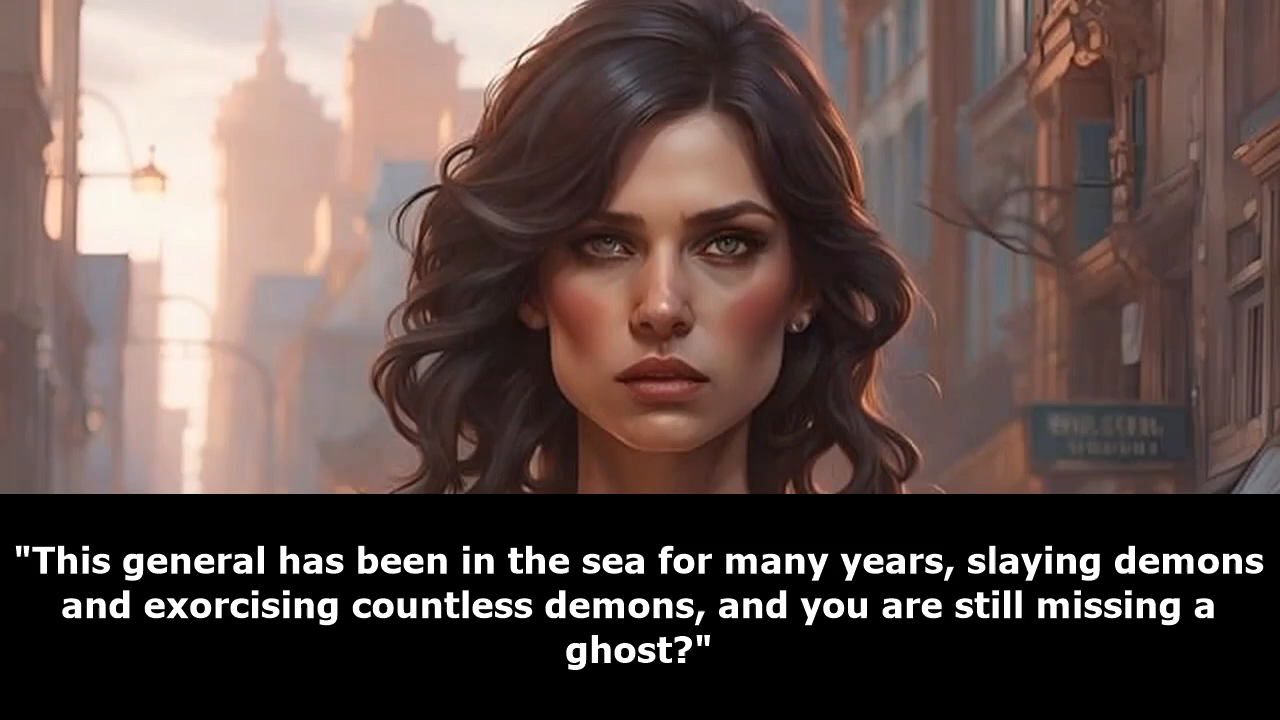 "This general has been in the sea for many years, slaying demons
and exorcising countless demons, and you are still missing a
ghost?"